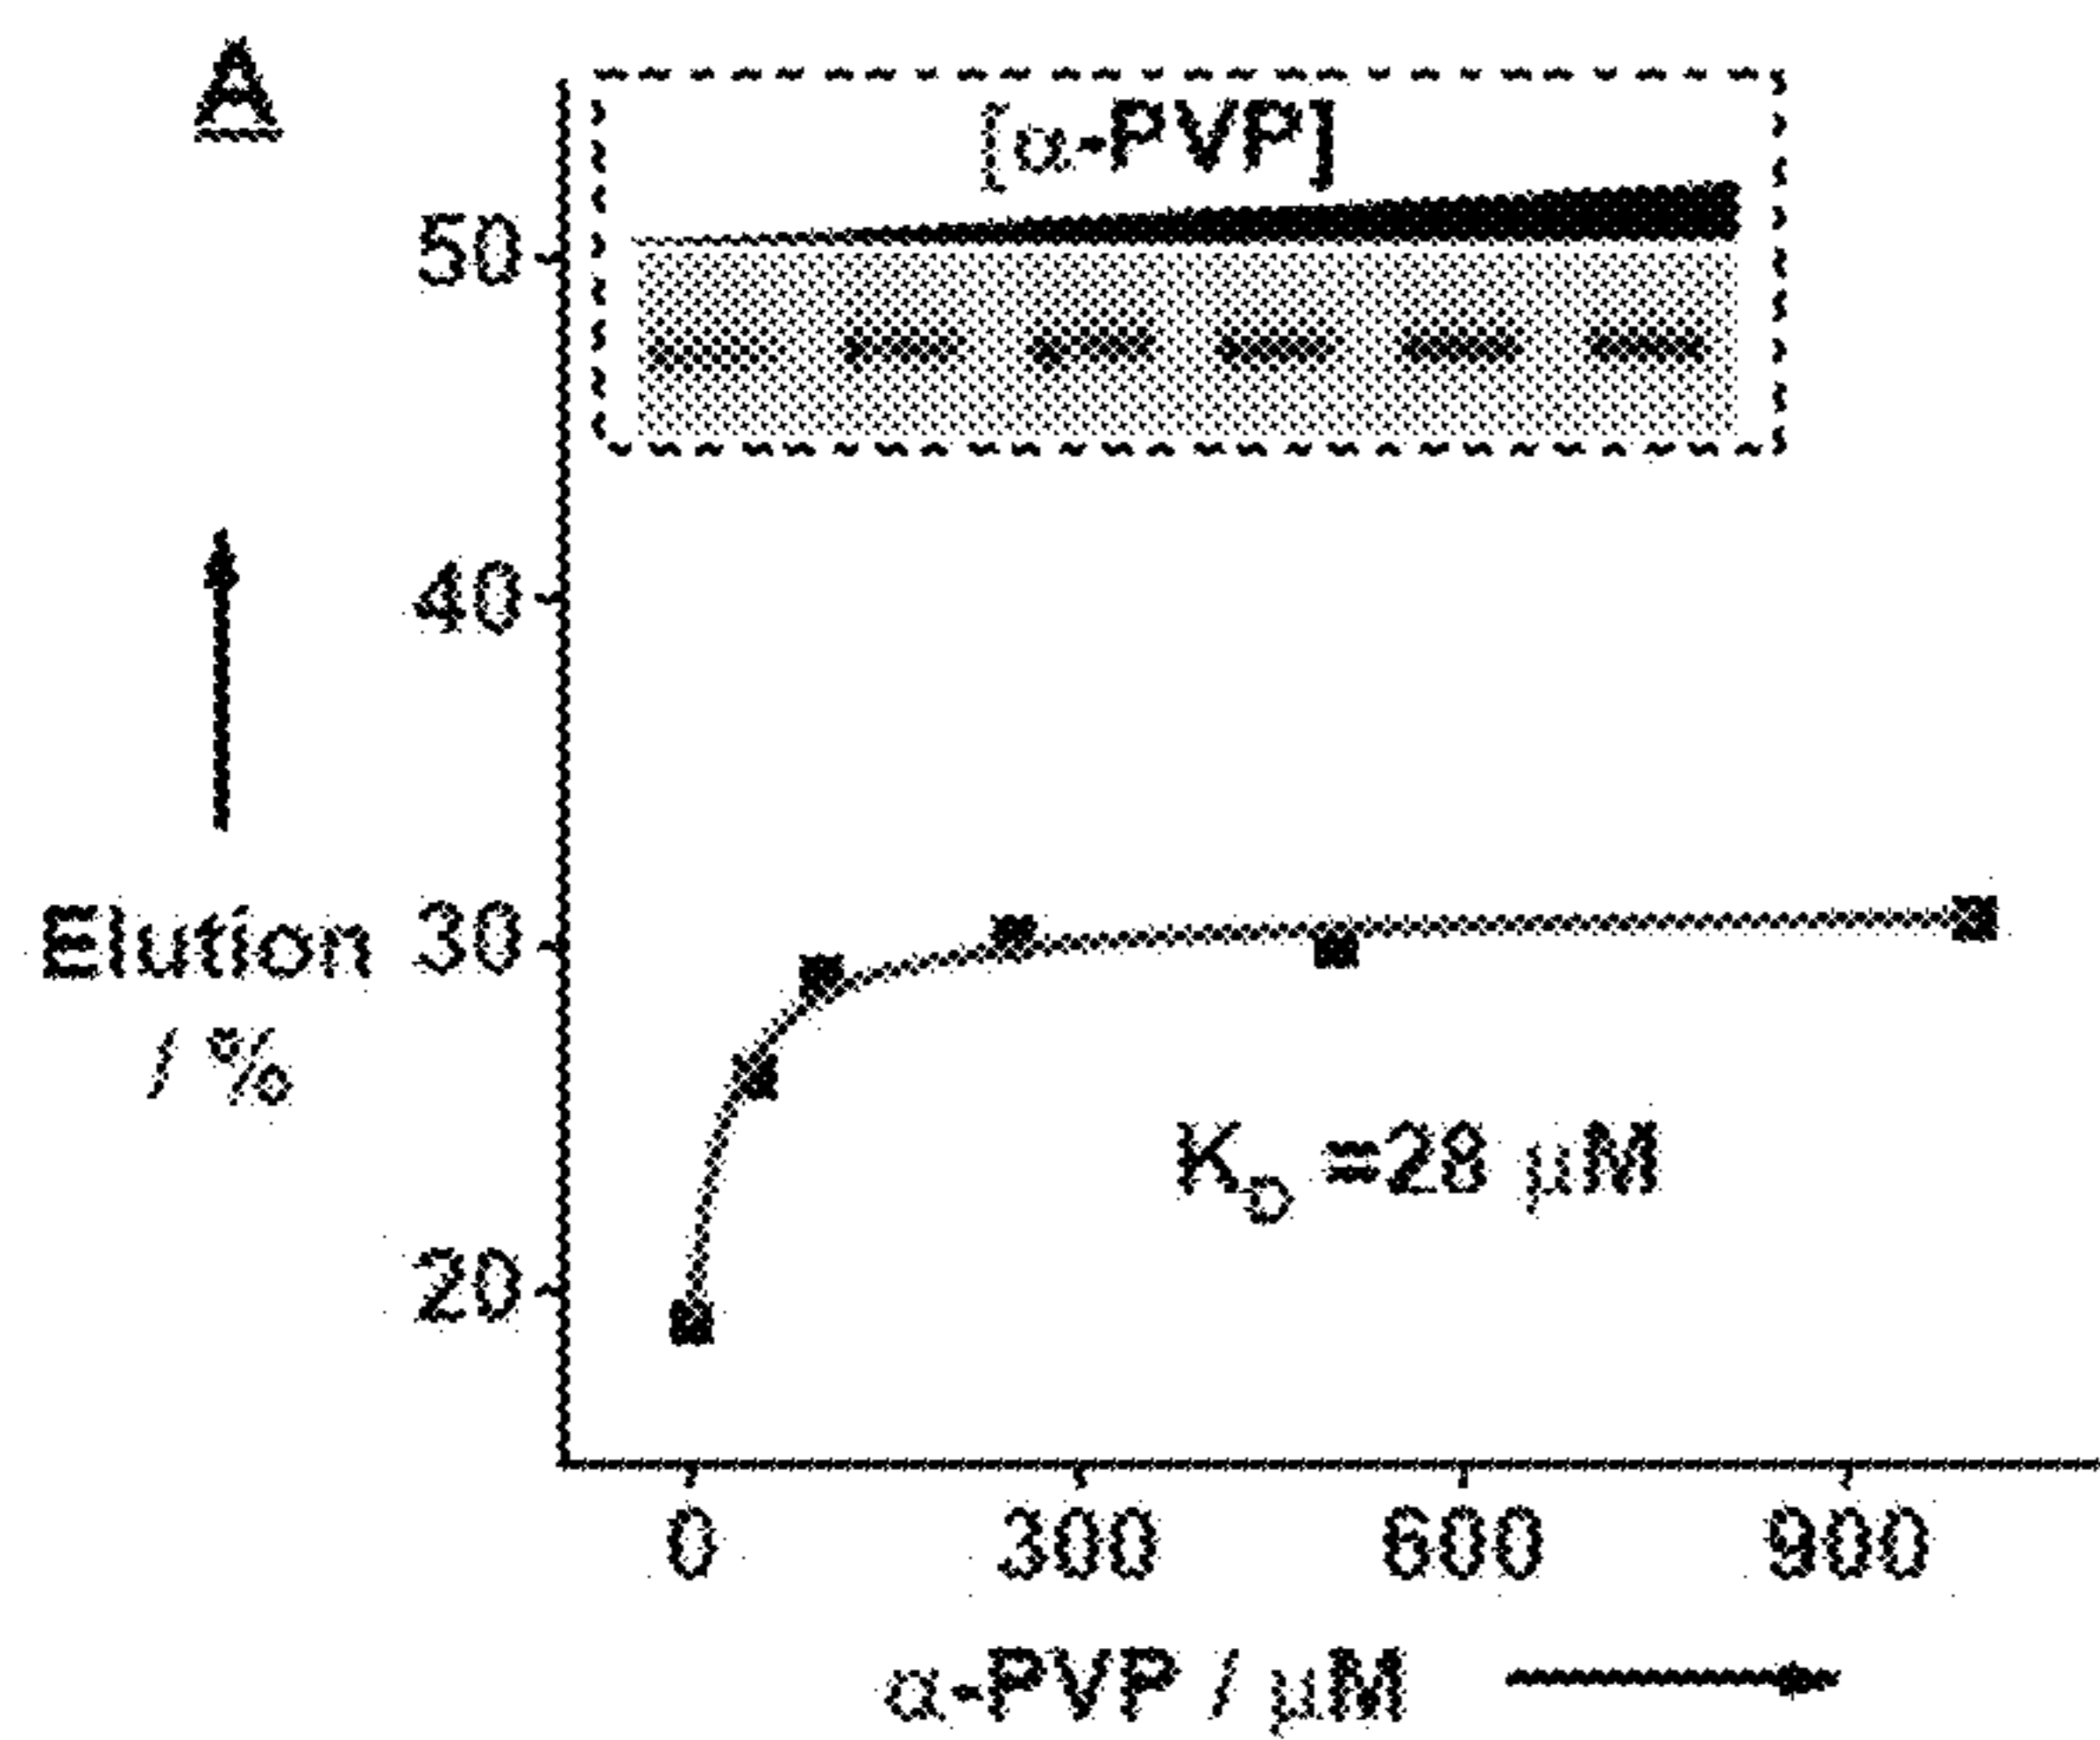 A
[α-PVP]
50
40
30
20
Elution
/ %
K_D =28 μM
0 300 600 900
α-PVP / μM